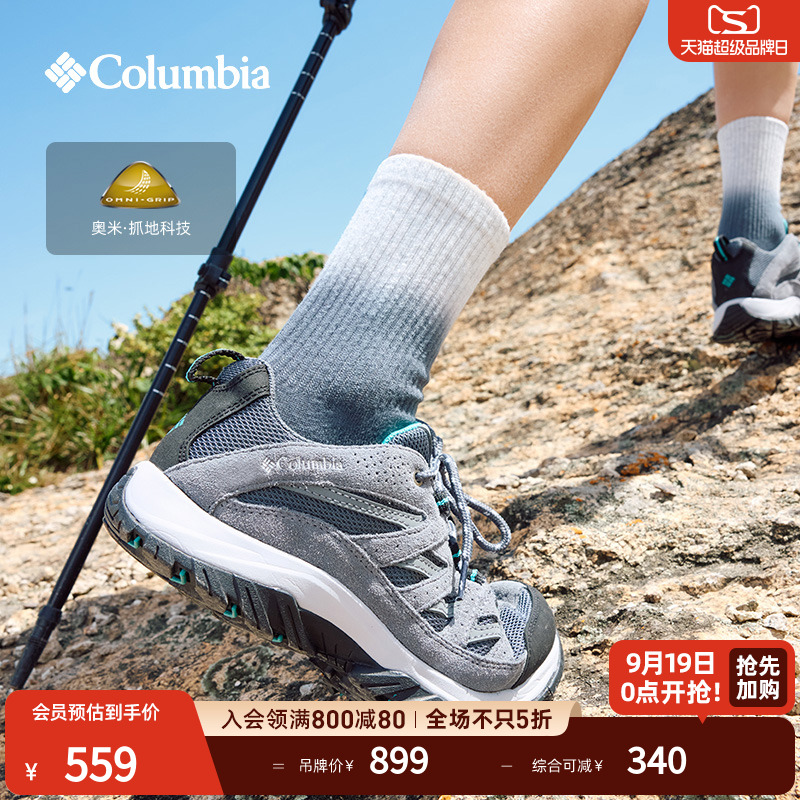 Columbia
天猫超级品牌日
OMNI-GRIP
奥米·抓地科技
Columbia
9月19日
0点开抢!
抢先
加购
会员预估到手价
¥ 559
入会领满800减80 | 全场不只5折
= 吊牌价¥ 899 - 综合可减¥ 340